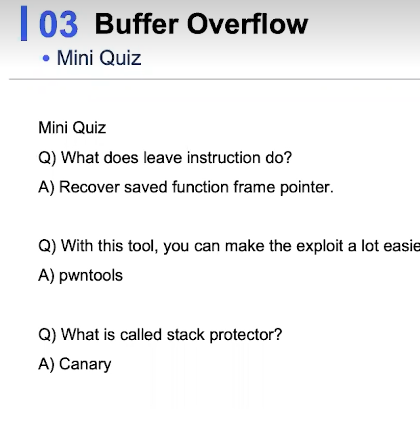 03 Buffer Overflow
• Mini Quiz
Mini Quiz
Q) What does leave instruction do?
A) Recover saved function frame pointer.
Q) With this tool, you can make the exploit a lot easie
A) pwntools
Q) What is called stack protector?
A) Canary